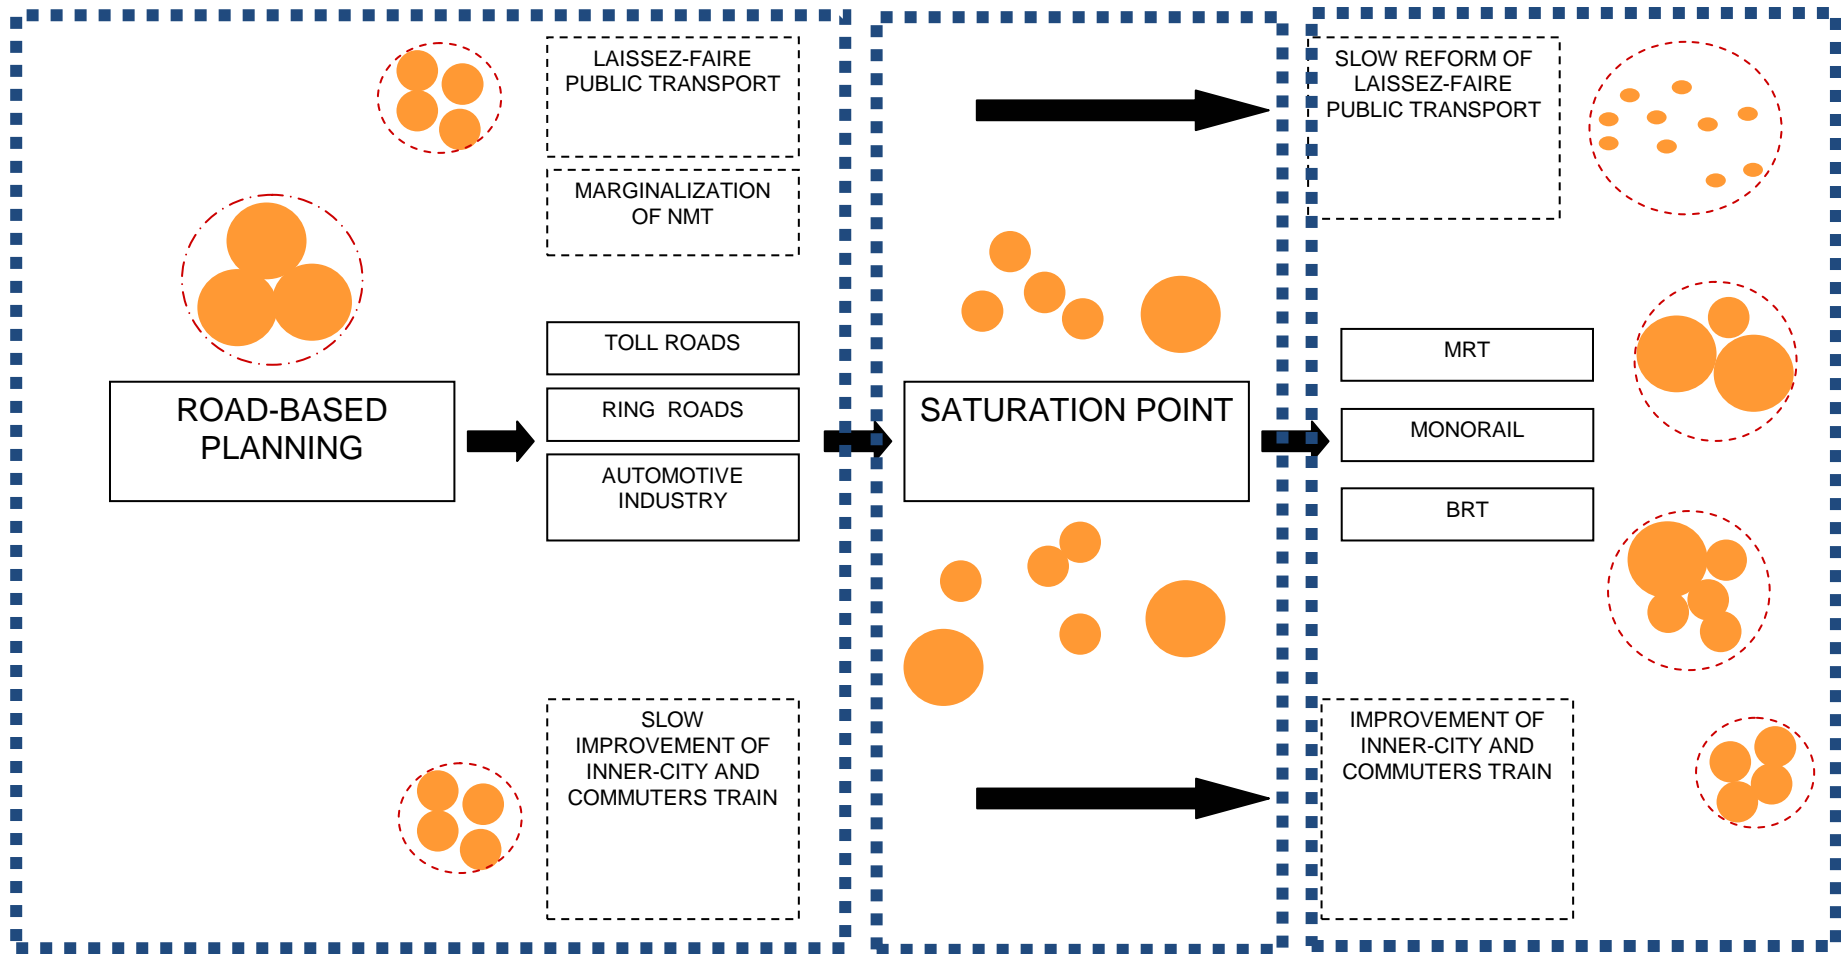 LAISSEZ-FAIRE
PUBLIC TRANSPORT
MARGINALIZATION
OF NMT
ROAD-BASED
PLANNING
TOLL ROADS
RING ROADS
AUTOMOTIVE
INDUSTRY
SLOW
IMPROVEMENT OF
INNER-CITY AND
COMMUTERS TRAIN
SATURATION POINT
SLOW REFORM OF
LAISSEZ-FAIRE
PUBLIC TRANSPORT
MRT
MONORAIL
BRT
IMPROVEMENT OF
INNER-CITY AND
COMMUTERS TRAIN